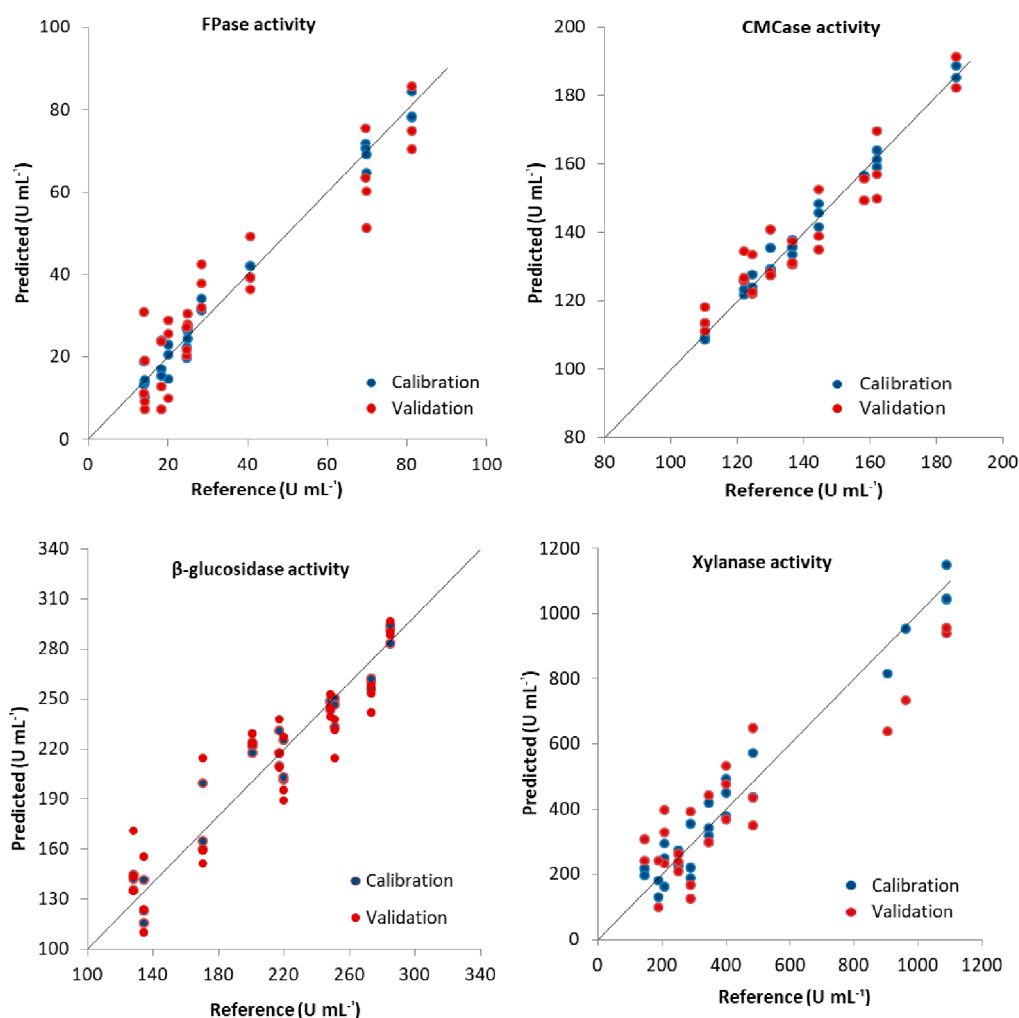 FPase activity
100
80
60
40
20
0
Predicted (U mL⁻¹)
Calibration
Validation
0 20 40 60 80 100
Reference (U mL⁻¹)
CMCase activity
200
180
160
140
120
100
80
Predicted (U mL⁻¹)
Calibration
Validation
80 100 120 140 160 180 200
Reference (U mL⁻¹)
β-glucosidase activity
340
310
280
250
220
190
160
130
100
Predicted (U mL⁻¹)
Calibration
Validation
100 140 180 220 260 300 340
Reference (U mL⁻¹)
Xylanase activity
1200
1000
800
600
400
200
0
Predicted (U mL⁻¹)
Calibration
Validation
0 200 400 600 800 1000 1200
Reference (U mL⁻¹)